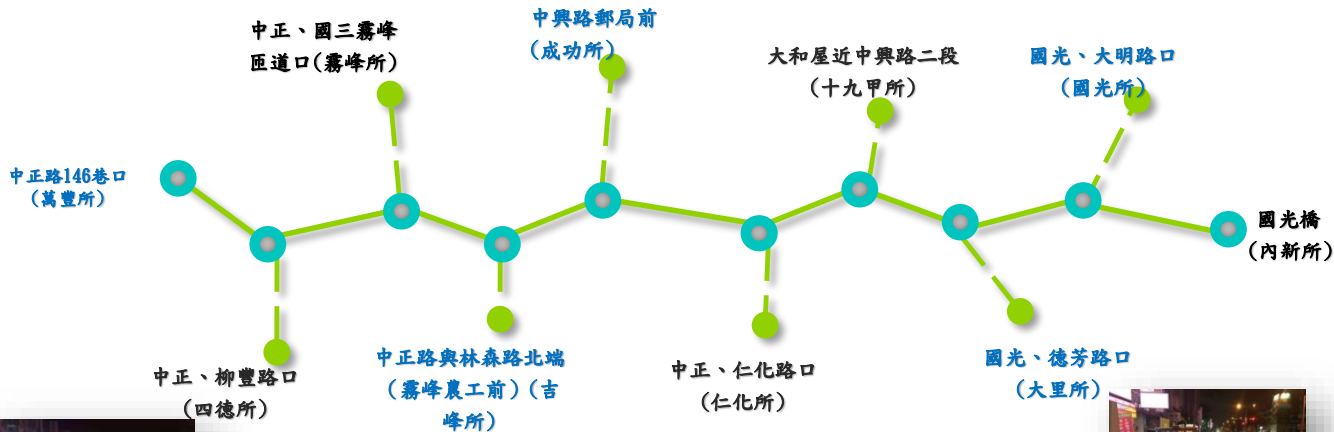 中正路146巷口
(萬豐所)
中正、柳豐路口
(四德所)
中正、國三霧峰
匝道口(霧峰所)
中正路與林森路北端
(霧峰農工前)(吉
峰所)
中興路郵局前
(成功所)
中正、仁化路口
(仁化所)
大和屋近中興路二段
(十九甲所)
國光、德芳路口
(大里所)
國光、大明路口
(國光所)
國光橋
(內新所)